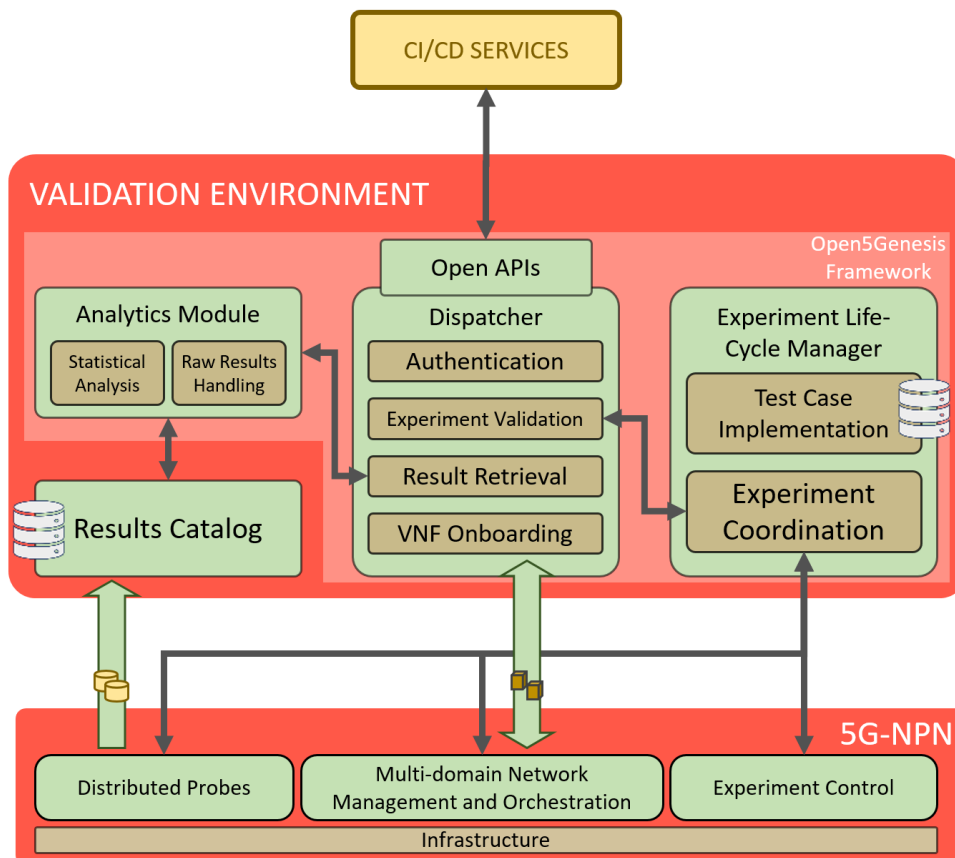 CI/CD SERVICES
VALIDATION ENVIRONMENT
Open5Genesis
Framework
Open APIs
Analytics Module
Statistical
Analysis
Raw Results
Handling
Dispatcher
Authentication
Experiment Validation
Result Retrieval
VNF Onboarding
Experiment Life-
Cycle Manager
Test Case
Implementation
Experiment
Coordination
Results Catalog
5G-NPN
Distributed Probes
Multi-domain Network
Management and Orchestration
Experiment Control
Infrastructure